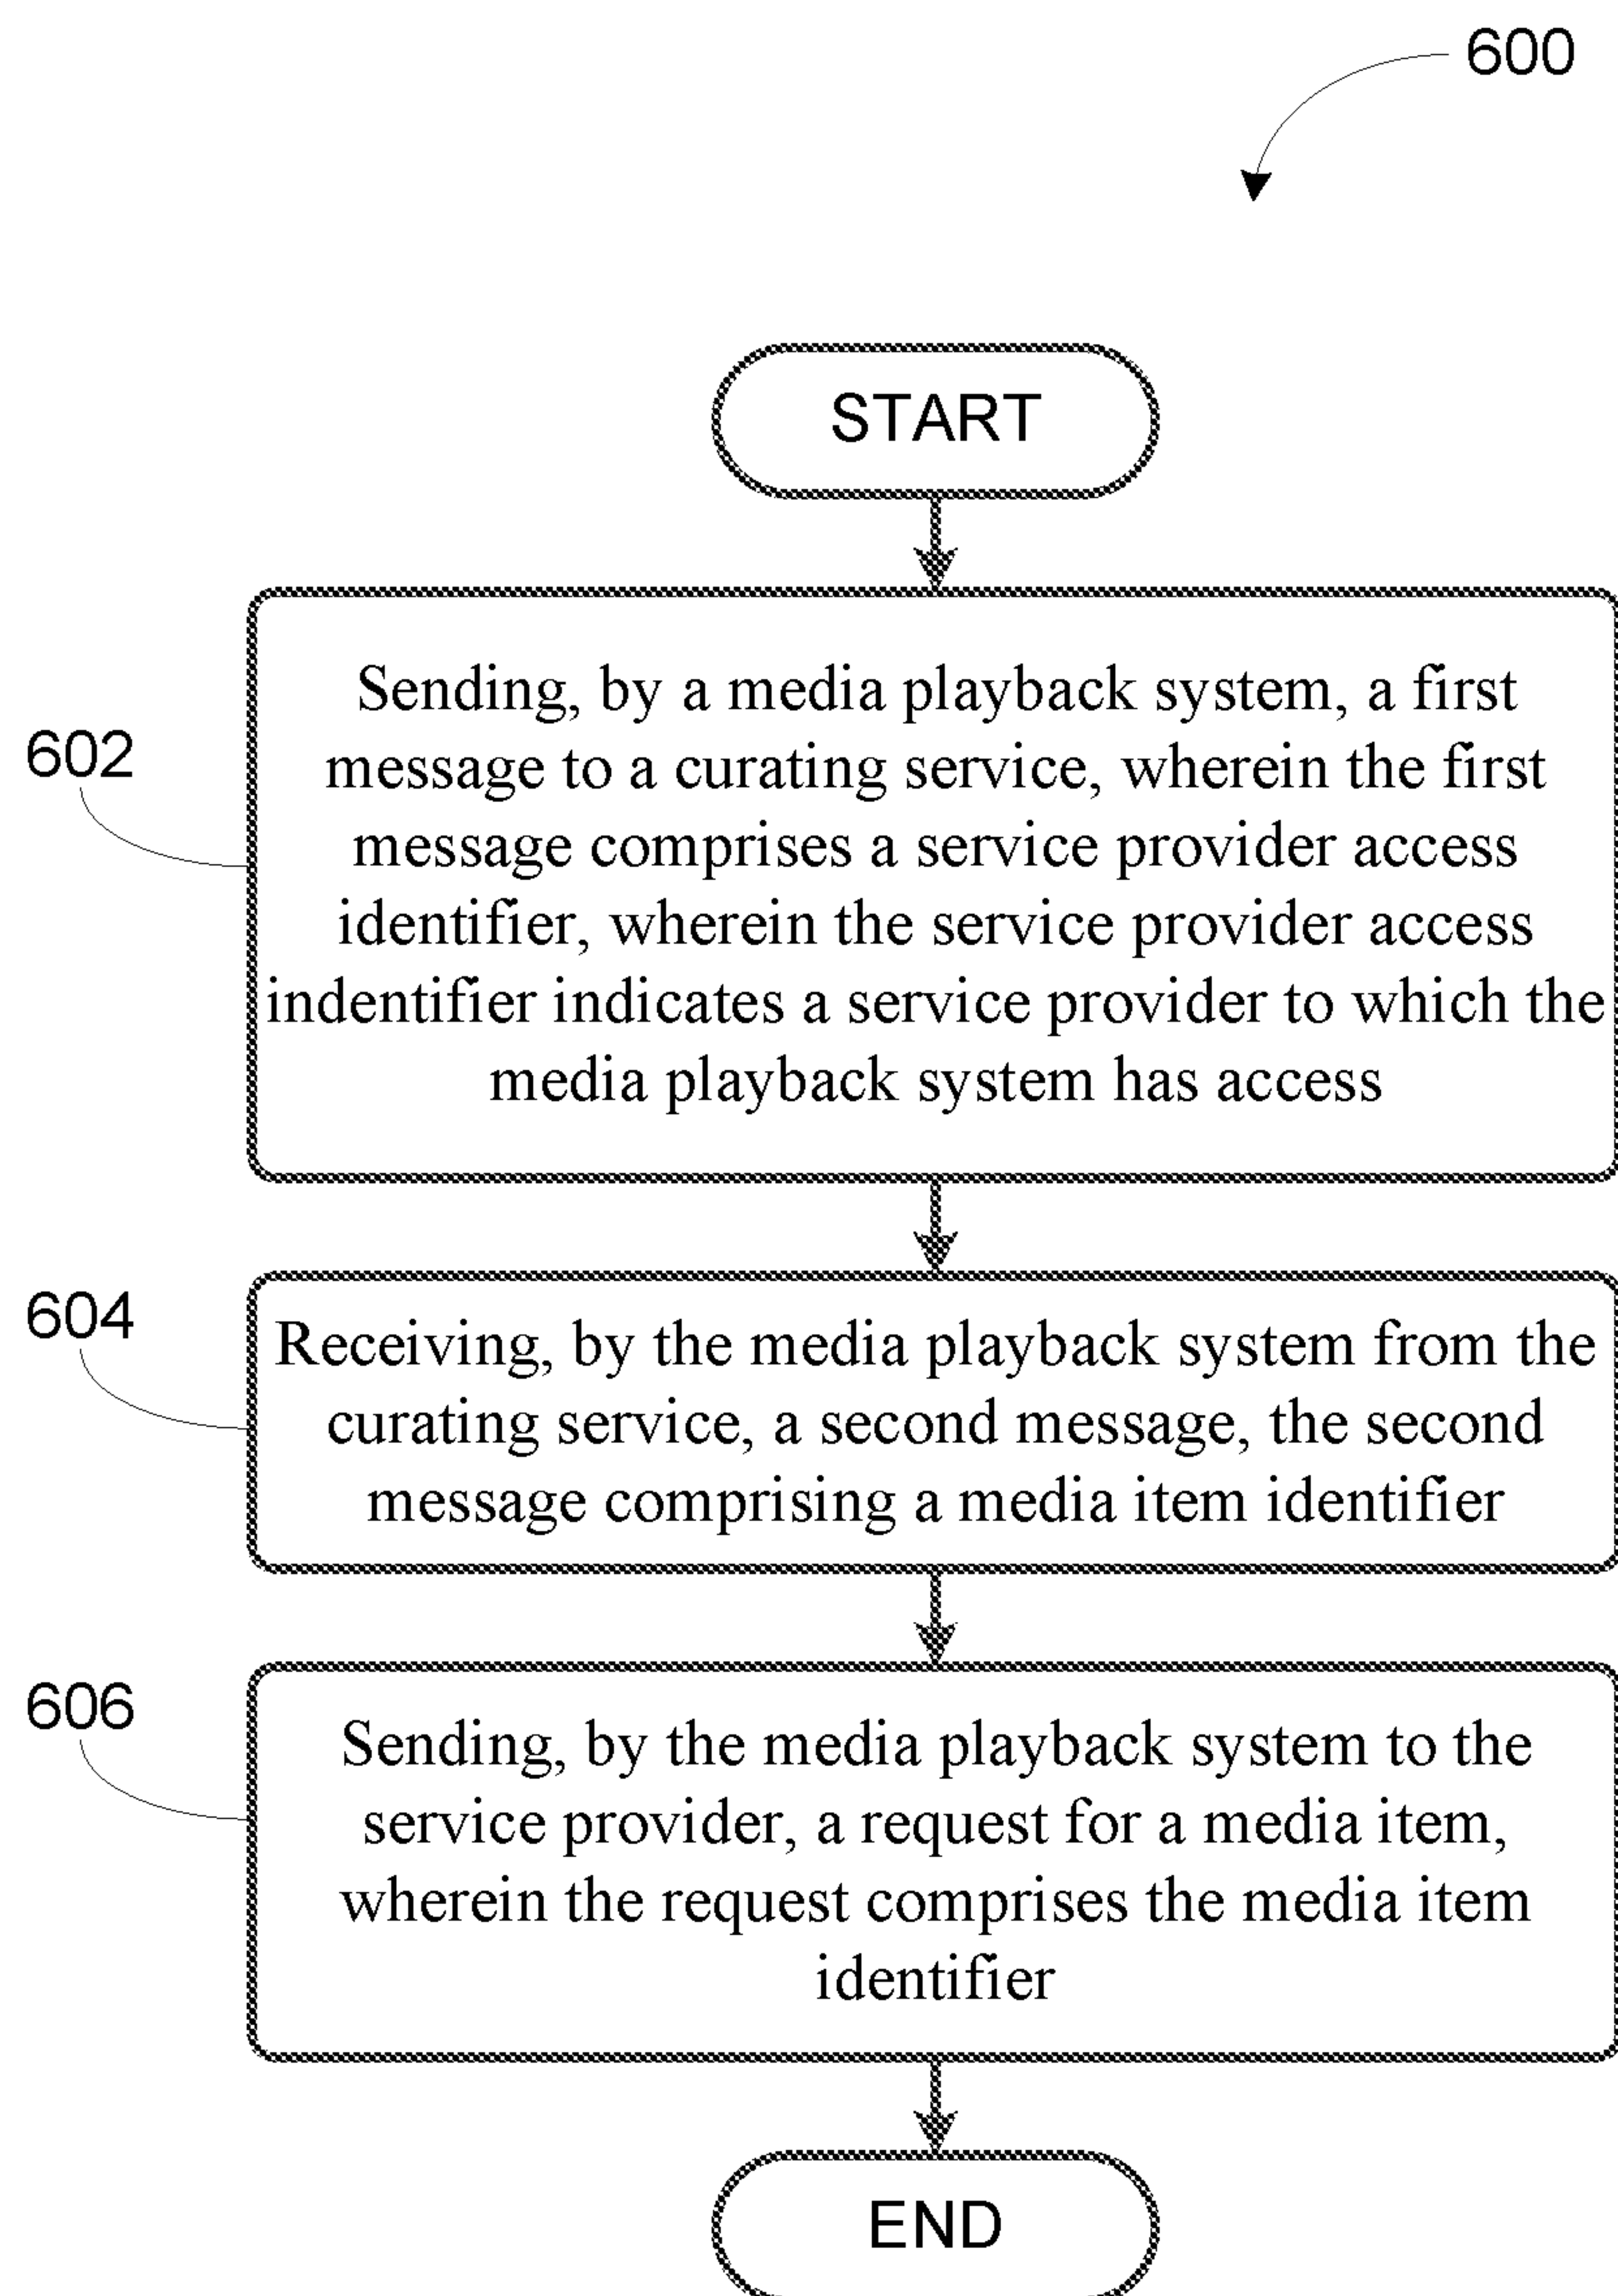 600
START
602
Sending, by a media playback system, a first
message to a curating service, wherein the first
message comprises a service provider access
identifier, wherein the service provider access
indentifier indicates a service provider to which the
media playback system has access
604
Receiving, by the media playback system from the
curating service, a second message, the second
message comprising a media item identifier
606
Sending, by the media playback system to the
service provider, a request for a media item,
wherein the request comprises the media item
identifier
END